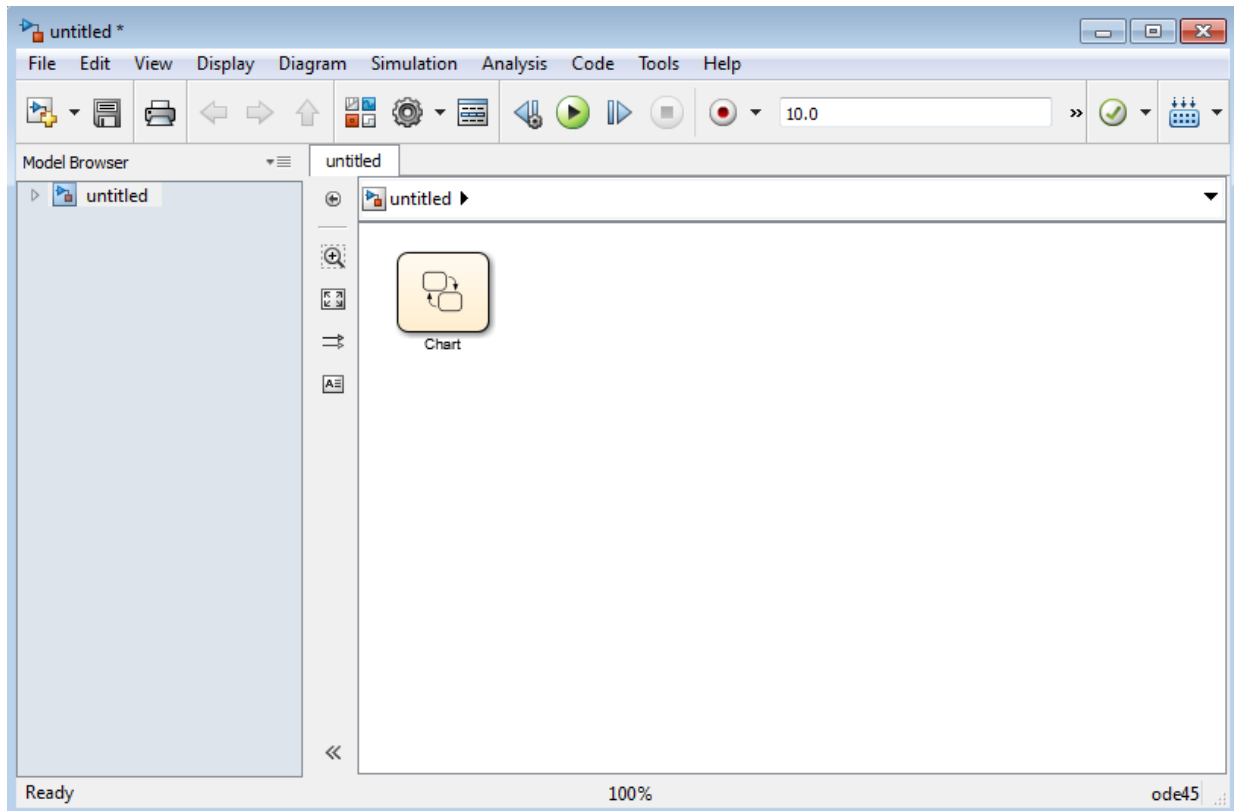 untitled *
File Edit View Display Diagram Simulation Analysis Code Tools Help
10.0
Model Browser
untitled
untitled
untitled
Chart
Ready 100% ode45